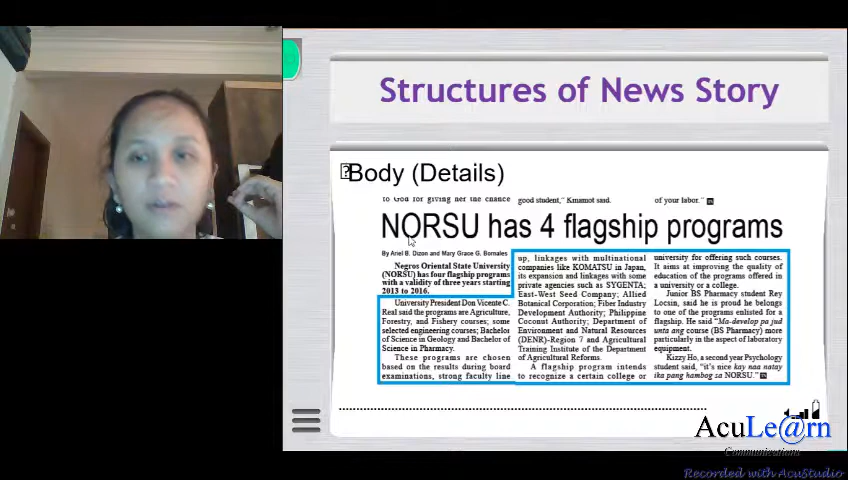 Structures of News Story
Body (Details)
to God for giving her the chance
good student," Kinamot said.
of your labor."
NORSU has 4 flagship programs
By Anel B. Dizon and Mary Grace G. Bornales
Negros Oriental State University
(NORSU) has four flagship programs
with a validity of three years starting
2013 to 2016.
University President Don Vicente C.
Real said the programs are Agriculture,
Forestry, and Fishery courses; some
selected engineering courses; Bachelor
of Science in Geology and Bachelor of
Science in Pharmacy.
These programs are chosen
based on the results during board
examinations, strong faculty line
up, linkages with multinational
companies like KOMATSU in Japan,
its expansion and linkages with some
private agencies such as SYGENTA;
East-West Seed Company; Allied
Botanical Corporation; Fiber Industry
Development Authority; Philippine
Coconut Authority; Department of
Environment and Natural Resources
(DENR)-Region 7 and Agricultural
Training Institute of the Department
of Agricultural Reforms.
A flagship program intends
to recognize a certain college or
university for offering such courses.
It aims at improving the quality of
education of the programs offered in
a university or a college.
Junior BS Pharmacy student Rey
Locsin, said he is proud he belongs
to one of the programs enlisted for a
flagship. He said "Ma-develop pa jud
unta ang course (BS Pharmacy) more
particularly in the aspect of laboratory
equipment.
Kizzy Ho, a second year Psychology
student said, "it's nice kay naa natay
ika pang hambog sa NORSU."
AcuLe@rn
Communications
Recorded with AcuStudio